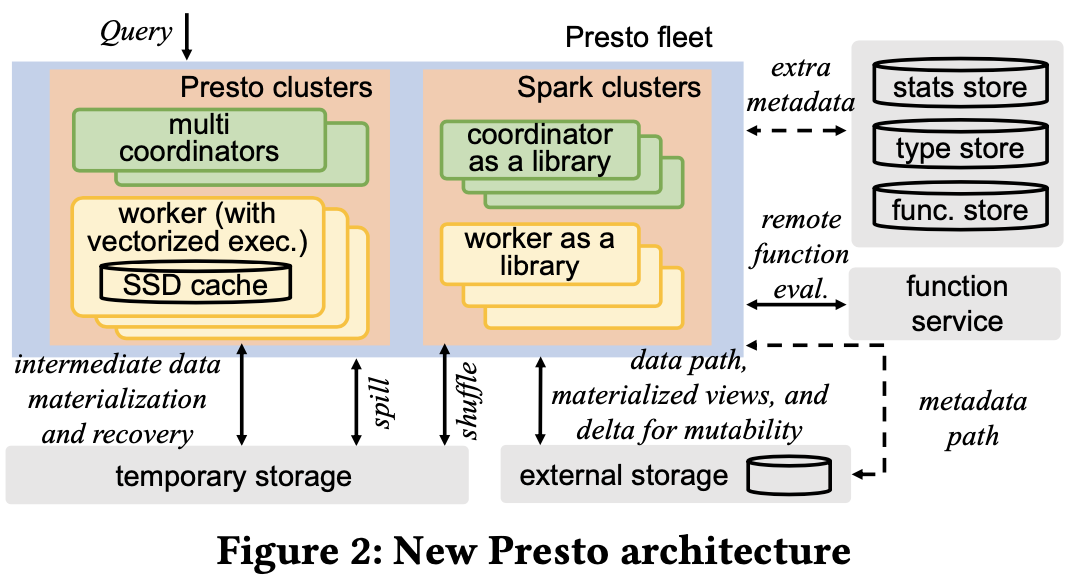 Query
Presto fleet
Presto clusters
multi
coordinators
worker (with
vectorized exec.)
SSD cache
Spark clusters
coordinator
as a library
worker as a
library
extra
metadata
stats store
type store
func. store
remote
function
eval.
function
service
intermediate data
materialization
and recovery
spill
shuffle
data path,
materialized views, and
delta for mutability
metadata
path
temporary storage
external storage
Figure 2: New Presto architecture